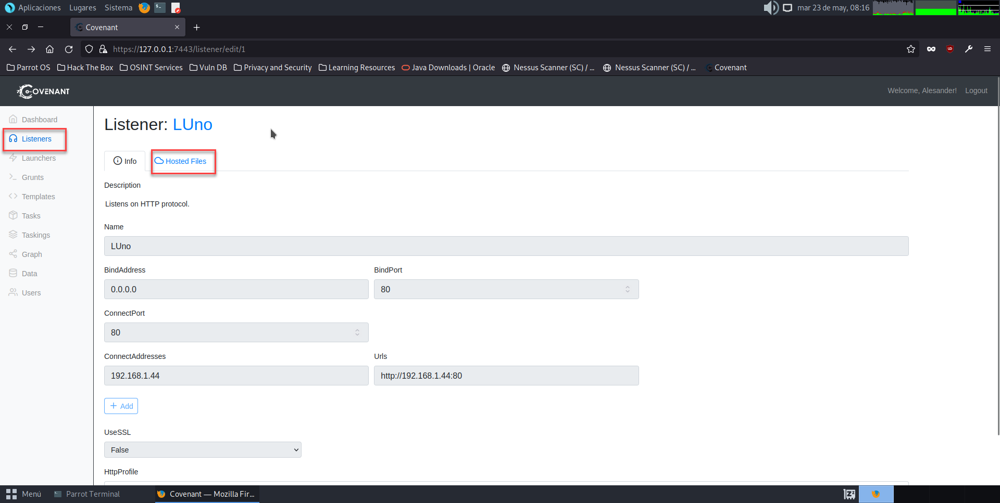 Aplicaciones Lugares Sistema mar 23 de may, 08:16
Covenant
https://127.0.0.1:7443/listener/edit/1
Parrot OS Hack The Box OSINT Services Vuln DB Privacy and Security Learning Resources Java Downloads | Oracle Nessus Scanner (SC) / ... Nessus Scanner (SC) / ... Covenant
COVENANT Welcome, Alesander! Logout
Dashboard
Listeners
Launchers
Grunts
Templates
Tasks
Taskings
Graph
Data
Users
Listener: LUno
Info Hosted Files
Description
Listens on HTTP protocol.
Name
LUno
BindAddress BindPort
0.0.0.0 80
ConnectPort
80
ConnectAddresses Urls
192.168.1.44 http://192.168.1.44:80
+ Add
UseSSL
False
HttpProfile
Menú Parrot Terminal Covenant — Mozilla Fir...